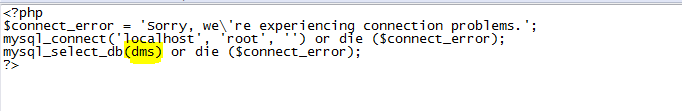 <?php
$connect_error = 'Sorry, we\'re experiencing connection problems.';
mysql_connect('localhost', 'root', '') or die ($connect_error);
mysql_select_db(dms) or die ($connect_error);
?>